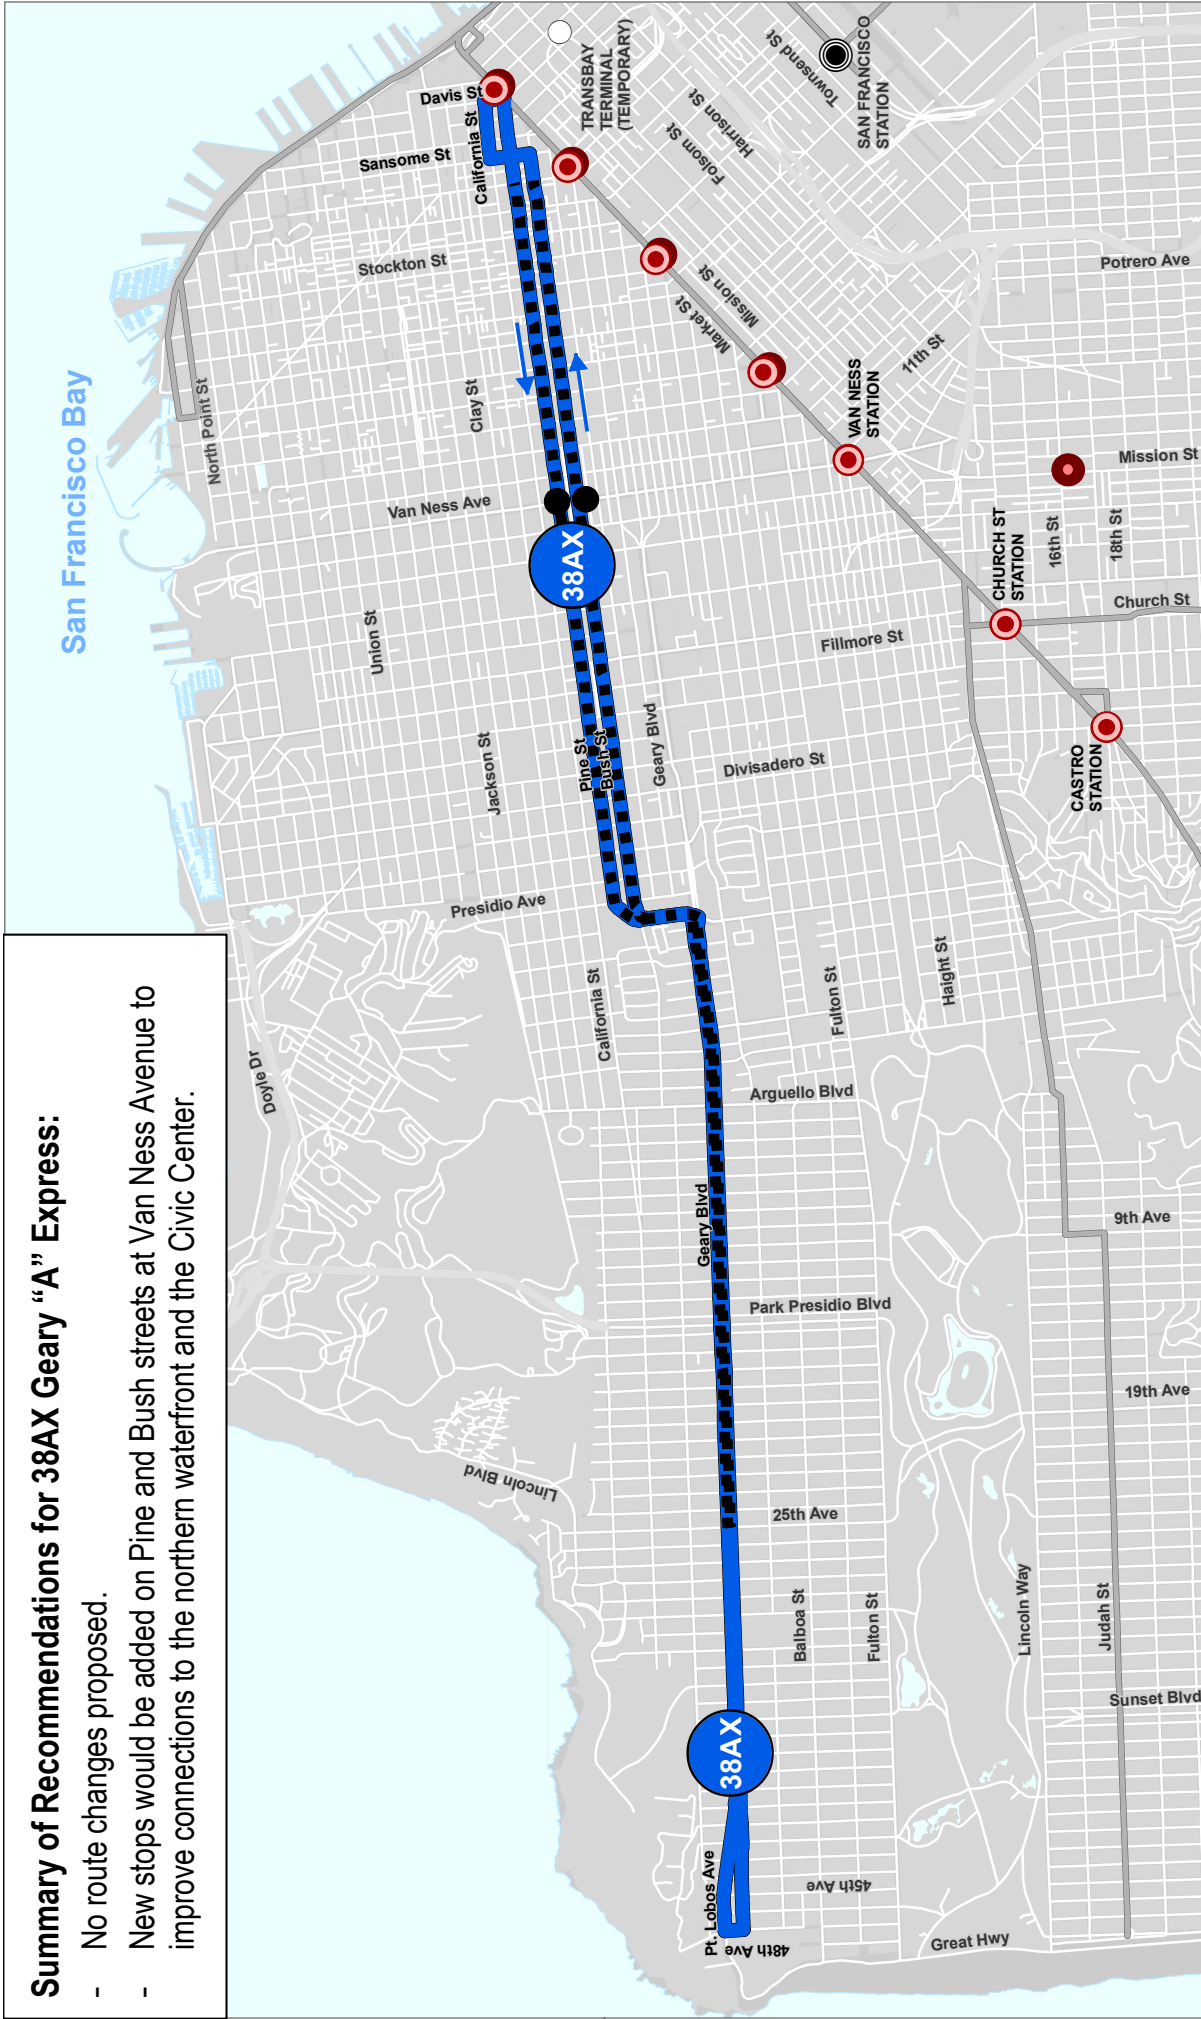 Summary of Recommendations for 38AX Geary “A” Express:
- No route changes proposed.
- New stops would be added on Pine and Bush streets at Van Ness Avenue to
improve connections to the northern waterfront and the Civic Center.
San Francisco Bay
Doyle Dr
Lincoln Blvd
North Point St
Union St
Jackson St
Presidio Ave
California St
Van Ness Ave
Clay St
Stockton St
Sansome St
California St
Davis St
TRANSBAY
TERMINAL
(TEMPORARY)
Townsend St
SAN FRANCISCO
STATION
Harrison St
Folsom St
Mission St
Market St
11th St
Potrero Ave
VAN NESS
STATION
Mission St
16th St
18th St
CHURCH ST
STATION
Church St
Fillmore St
CASTRO
STATION
Divisadero St
Geary Blvd
Pine St
Bush St
38AX
Haight St
Fulton St
Arguello Blvd
Geary Blvd
Park Presidio Blvd
9th Ave
19th Ave
25th Ave
Balboa St
Fulton St
Lincoln Way
Judah St
Sunset Blvd
38AX
Pt. Lobos Ave
48th Ave
45th Ave
Great Hwy